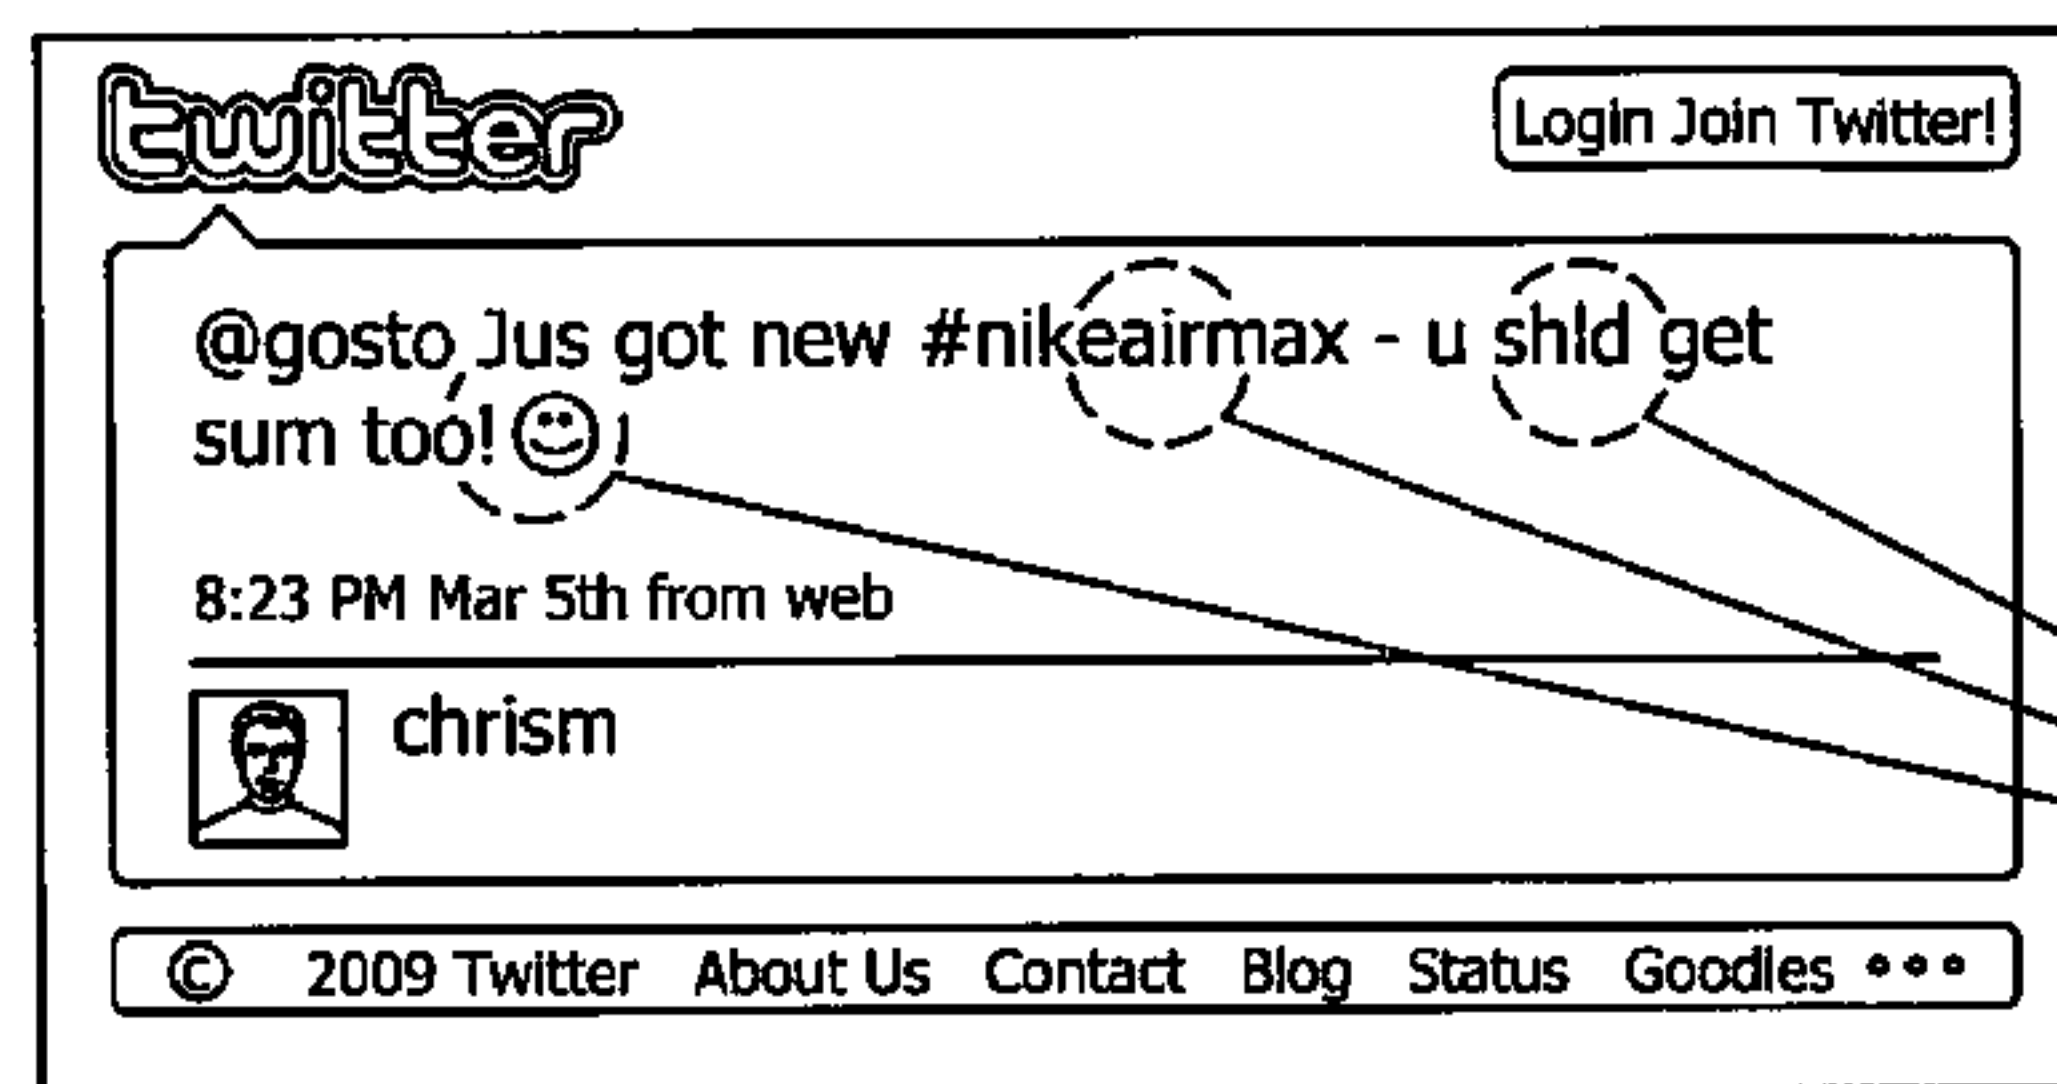 twitter
Login Join Twitter!
@gosto Jus got new #nikeairmax - u shld get
sum too! ☺
8:23 PM Mar 5th from web
chrism
© 2009 Twitter About Us Contact Blog Status Goodies •••